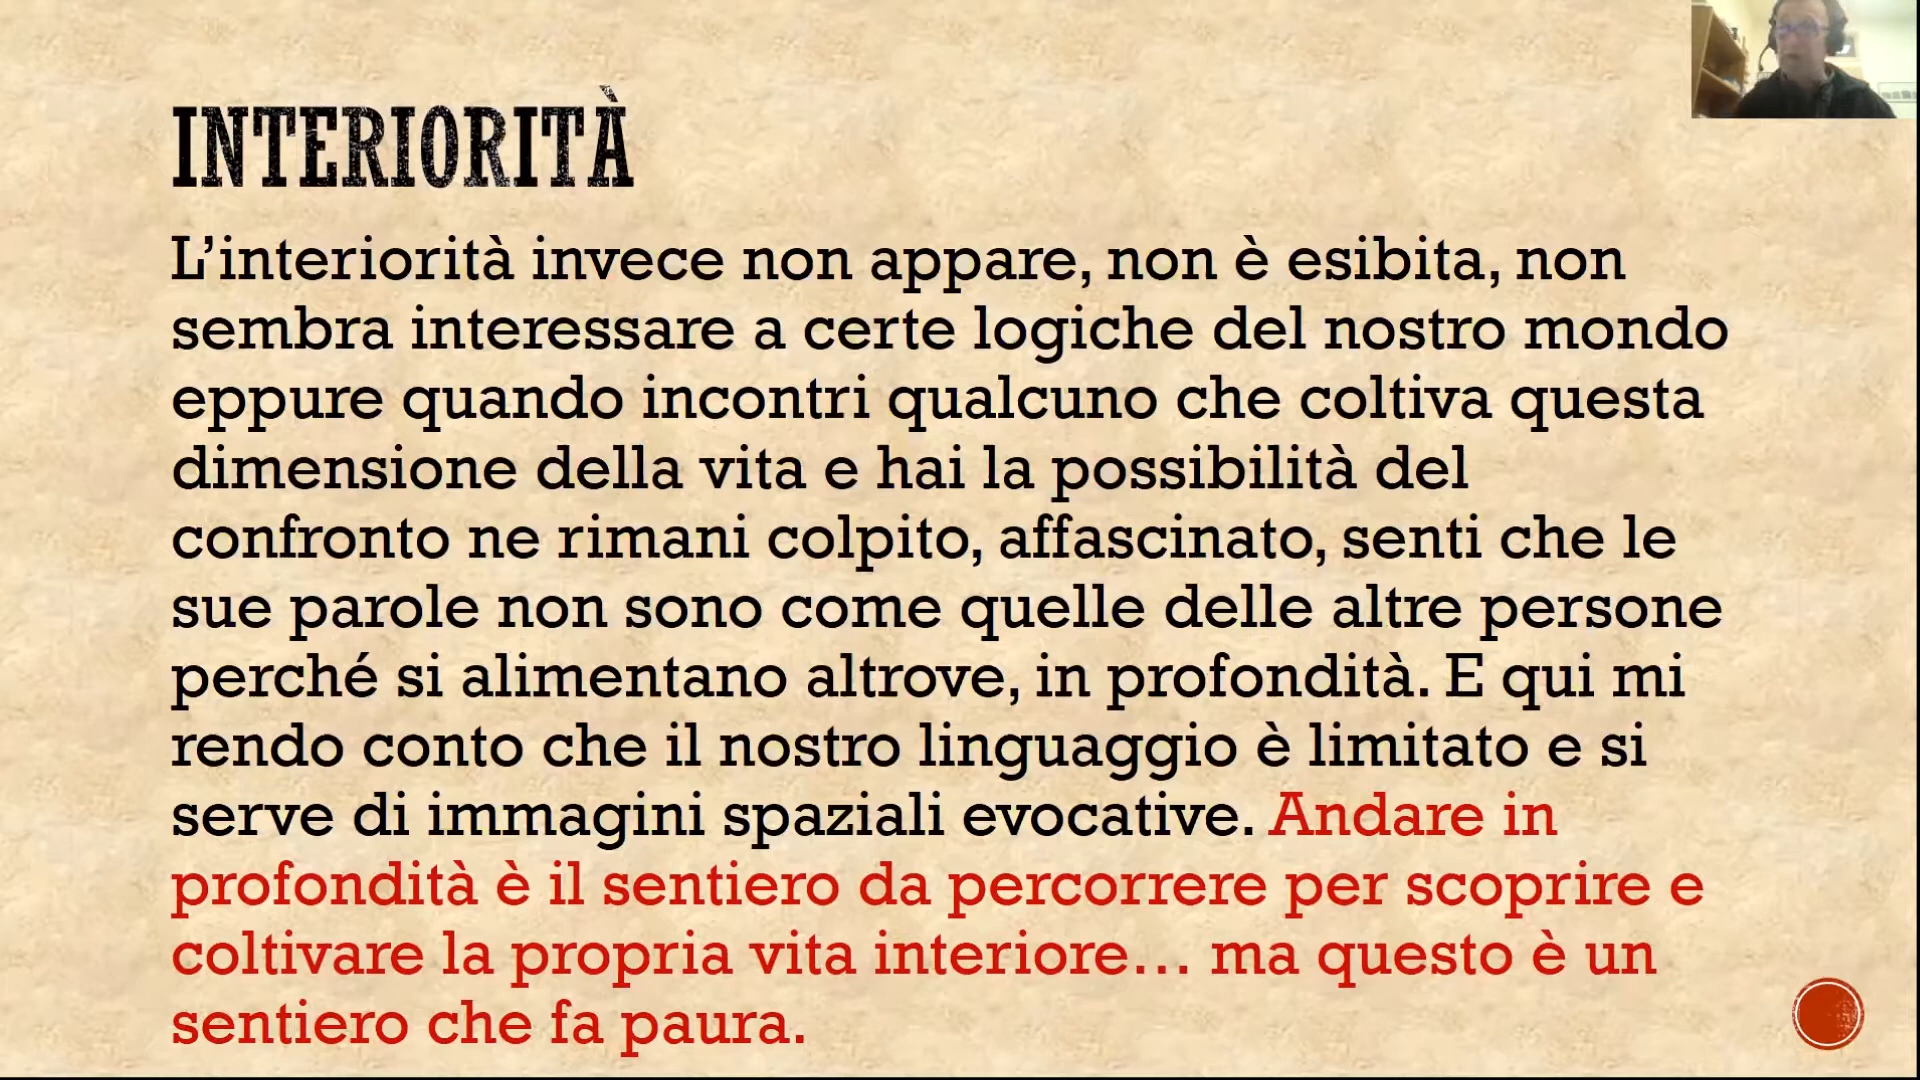 INTERIORITÀ
L’interiorità invece non appare, non è esibita, non
sembra interessare a certe logiche del nostro mondo
eppure quando incontri qualcuno che coltiva questa
dimensione della vita e hai la possibilità del
confronto ne rimani colpito, affascinato, senti che le
sue parole non sono come quelle delle altre persone
perché si alimentano altrove, in profondità. E qui mi
rendo conto che il nostro linguaggio è limitato e si
serve di immagini spaziali evocative. Andare in
profondità è il sentiero da percorrere per scoprire e
coltivare la propria vita interiore… ma questo è un
sentiero che fa paura.